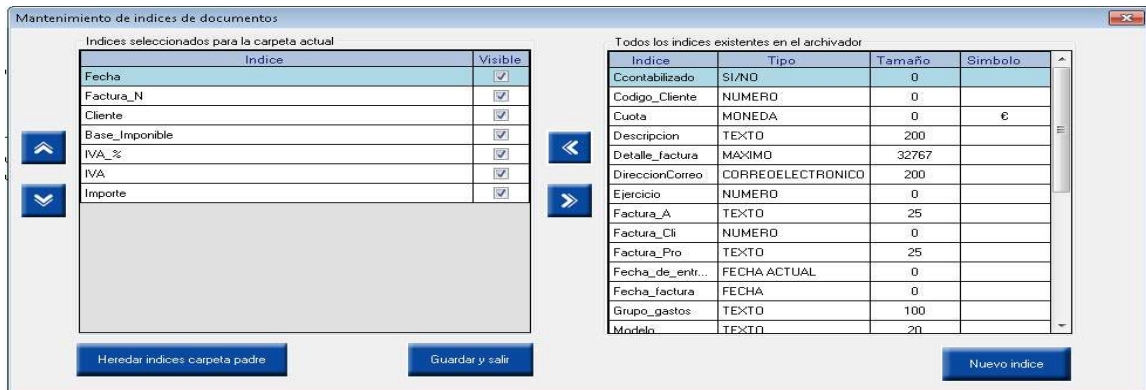 Mantenimiento de indices de documentos
Indices seleccionados para la carpeta actual
Indice Visible
Fecha
Factura_N
Cliente
Base_Imponible
IVA_%
IVA
Importe
Heredar indices carpeta padre
Guardar y salir
Todos los indices existentes en el archivador
Indice Tipo Tamaño Simbolo
Ccontabilizado SI/NO 0
Codigo_Cliente NUMERO 0
Cuota MONEDA 0 €
Descripcion TEXTO 200
Detalle_factura MAXIMO 32767
DireccionCorreo CORREOELECTRONICO 200
Ejercicio NUMERO 0
Factura_A TEXTO 25
Factura_Cli NUMERO 0
Factura_Pro TEXTO 25
Fecha_de_entr... FECHA ACTUAL 0
Fecha_factura FECHA 0
Grupo_gastos TEXTO 100
Modelo TEXTO 20
Nuevo indice